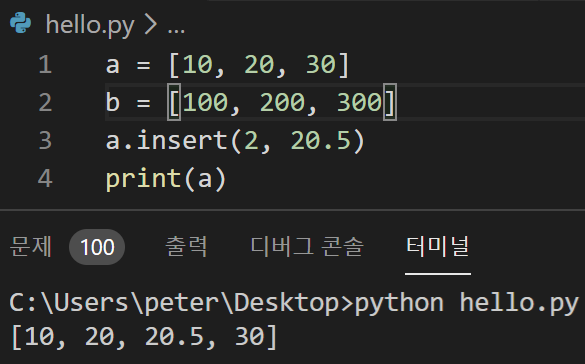 hello.py > ...
1 a = [10, 20, 30]
2 b = [100, 200, 300]
3 a.insert(2, 20.5)
4 print(a)
문제 100 출력 디버그 콘솔 터미널
C:\Users\peter\Desktop>python hello.py
[10, 20, 20.5, 30]